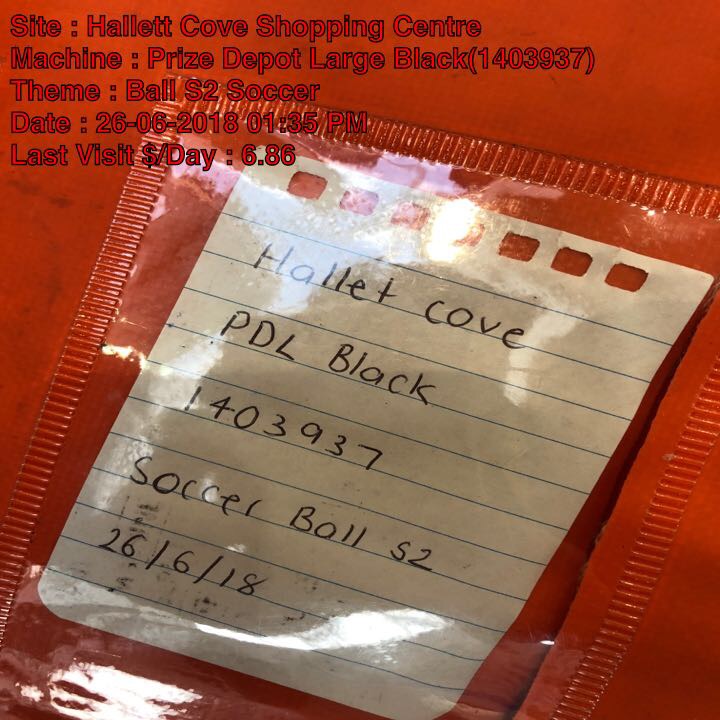 Site : Hallett Cove Shopping Centre
Machine : Prize Depot Large Black(1403937)
Theme : Ball S2 Soccer
Date : 26-06-2018 01:35 PM
Last Visit $/Day : 6.86
Hallet cove
PDL Black
1403937
Soccer Ball S2
26/6/18